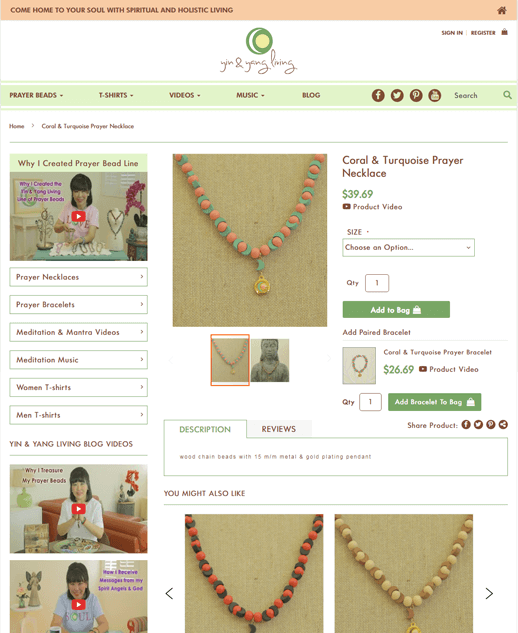 COME HOME TO YOUR SOUL WITH SPIRITUAL AND HOLISTIC LIVING
SIGN IN | REGISTER
yin & yang living
PRAYER BEADS
T-SHIRTS
VIDEOS
MUSIC
BLOG
Search
Home > Coral & Turquoise Prayer Necklace
Why I Created Prayer Bead Line
Why I Created the
Yin & Yang Living
Line of Prayer Beads
Prayer Necklaces
Prayer Bracelets
Meditation & Mantra Videos
Meditation Music
Women T-shirts
Men T-shirts
YIN & YANG LIVING BLOG VIDEOS
Why I Treasure
My Prayer Beads
How I Receive
Messages from my
Spirit Angels & God
SOUL
Coral & Turquoise Prayer
Necklace
$39.69
Product Video
SIZE -
Choose an Option...
Qty 1
Add to Bag
Add Paired Bracelet
Coral & Turquoise Prayer Bracelet
$26.69 Product Video
Qty 1 Add Bracelet To Bag
Share Product:
DESCRIPTION
REVIEWS
wood chain beads with 15 m/m metal & gold plating pendant
YOU MIGHT ALSO LIKE